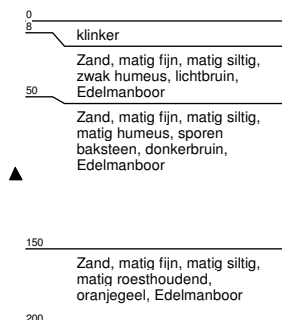 0
8
klinker
Zand, matig fijn, matig siltig,
zwak humeus, lichtbruin,
Edelmanboor
50
Zand, matig fijn, matig siltig,
matig humeus, sporen
baksteen, donkerbruin,
Edelmanboor
150
Zand, matig fijn, matig siltig,
matig roesthoudend,
oranjegeel, Edelmanboor
200